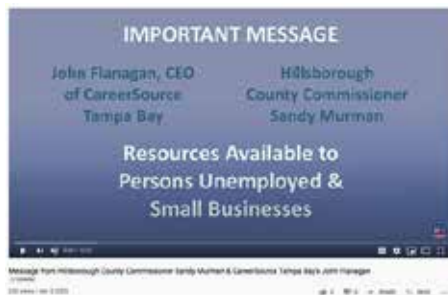 IMPORTANT MESSAGE
John Flanagan, CEO
of CareerSource
Tampa Bay
Hillsborough
County Commissioner
Sandy Murman
Resources Available to
Persons Unemployed &
Small Businesses
Message from Hillsborough County Commissioner Sandy Murman & CareerSource Tampa Bay's John Flanagan